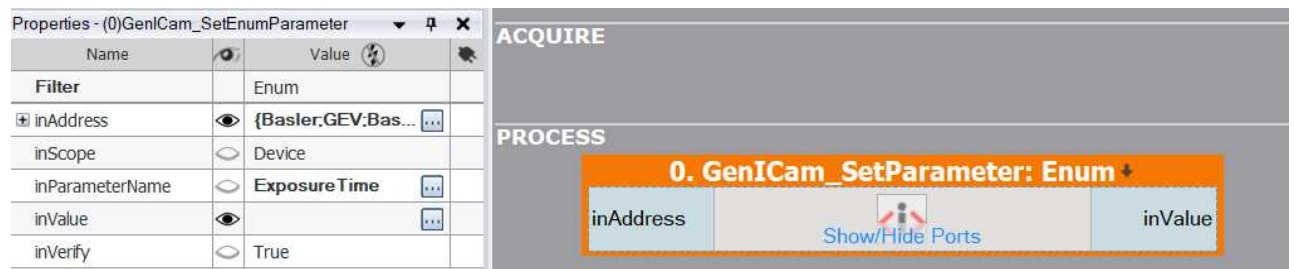 Properties - (0)GenICam_SetEnumParameter
Name Value
Filter Enum
inAddress {Basler;GEV;Bas... ...
inScope Device
inParameterName ExposureTime ...
inValue ...
inVerify True
ACQUIRE
PROCESS
0. GenICam_SetParameter: Enum
inAddress Show/Hide Ports inValue